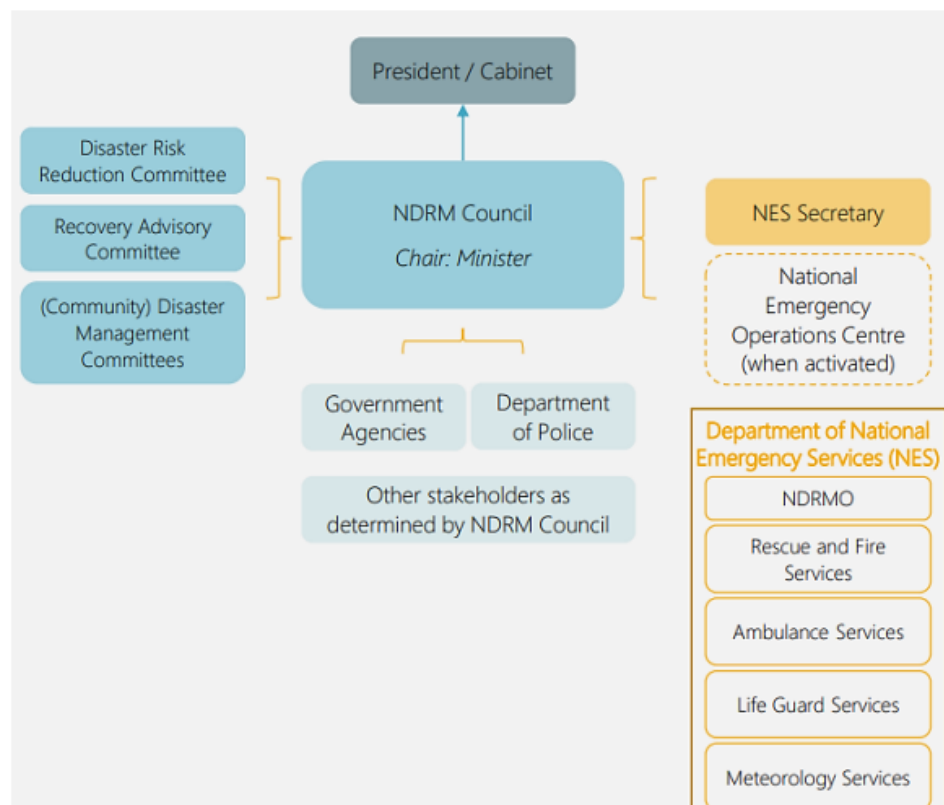 President / Cabinet
Disaster Risk
Reduction Committee
Recovery Advisory
Committee
(Community) Disaster
Management
Committees
NDRM Council
Chair: Minister
NES Secretary
National
Emergency
Operations Centre
(when activated)
Government
Agencies
Department
of Police
Other stakeholders as
determined by NDRM Council
Department of National
Emergency Services (NES)
NDRMO
Rescue and Fire
Services
Ambulance Services
Life Guard Services
Meteorology Services